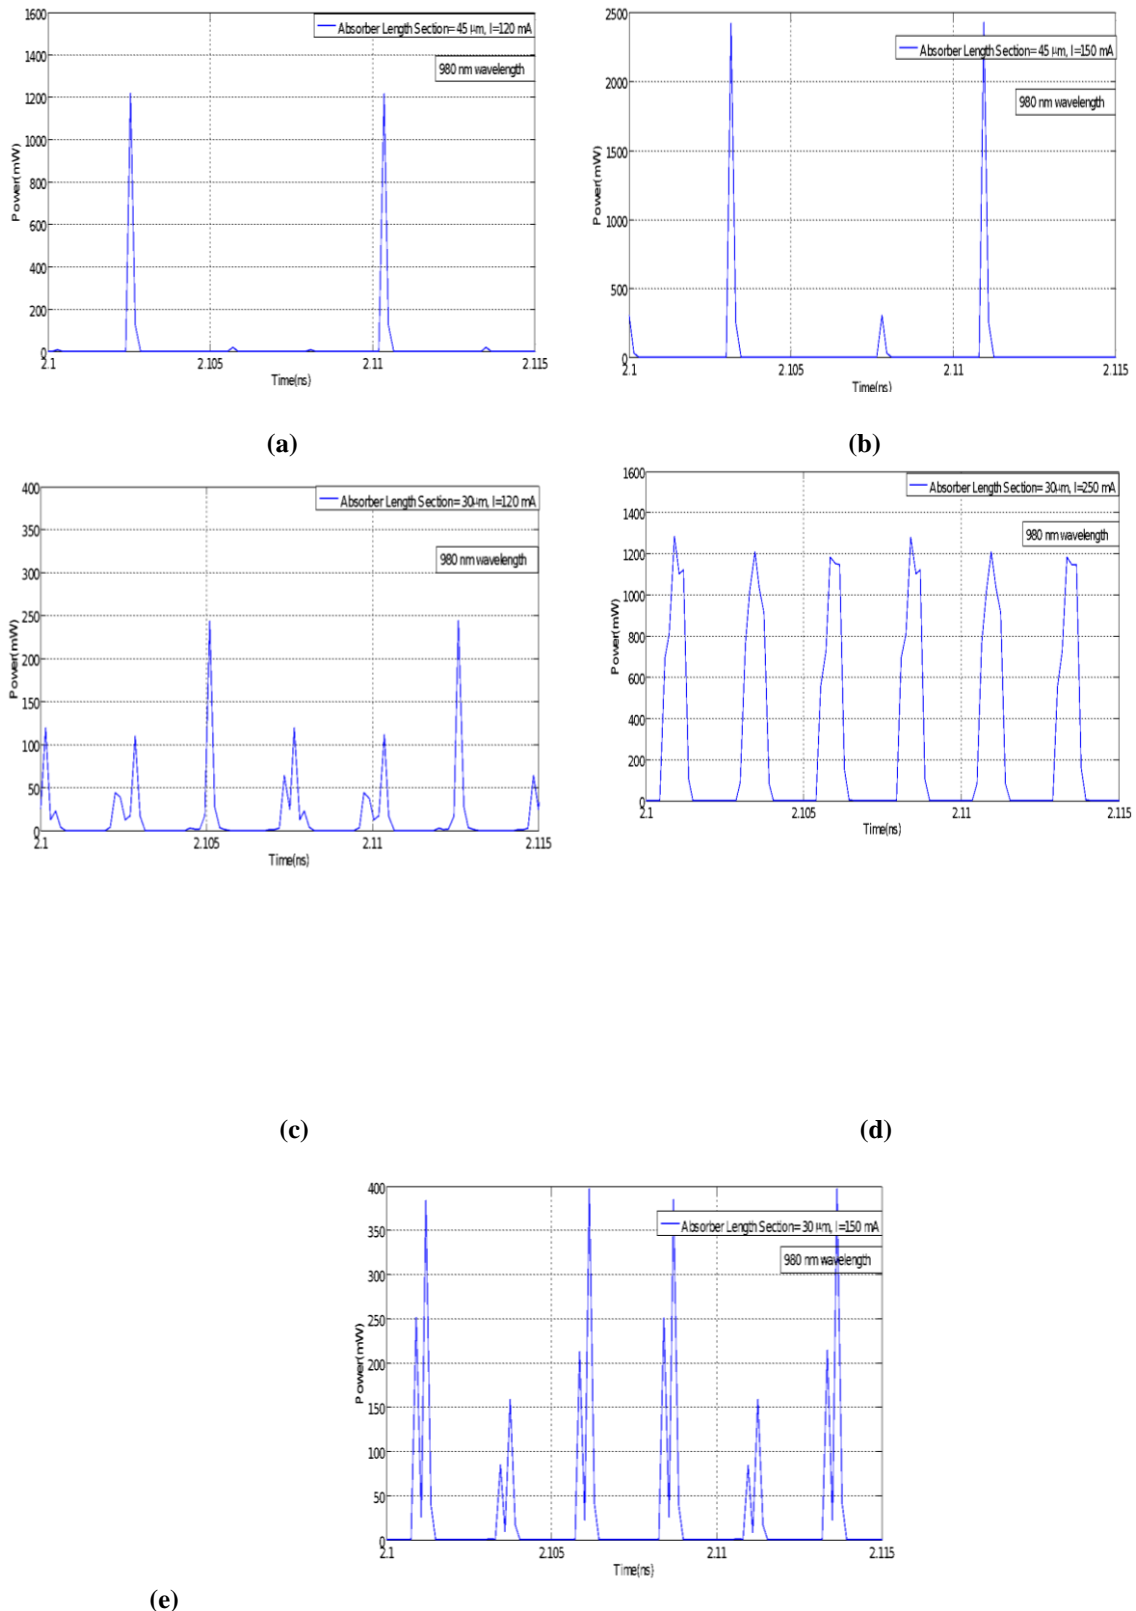 1600
1400
1200
1000
800
600
400
200
0
Power(mW)
Absorber Length Section= 45 μm, I=120 mA
980 nm wavelength
2.1 2.105 2.11 2.115
Time(ns)
(a)
2500
2000
1500
1000
500
0
Power(mW)
Absorber Length Section= 45 μm, I=150 mA
980 nm wavelength
2.1 2.105 2.11 2.115
Time(ns)
(b)
400
350
300
250
200
150
100
50
0
Power(mW)
Absorber Length Section= 30μm, I=120 mA
980 nm wavelength
2.1 2.105 2.11 2.115
Time(ns)
(c)
1600
1400
1200
1000
800
600
400
200
0
Power(mW)
Absorber Length Section= 30μm, I=250 mA
980 nm wavelength
2.1 2.105 2.11 2.115
Time(ns)
(d)
400
350
300
250
200
150
100
50
0
Power(mW)
Absorber Length Section= 30 μm, I=150 mA
980 nm wavelength
2.1 2.105 2.11 2.115
Time(ns)
(e)